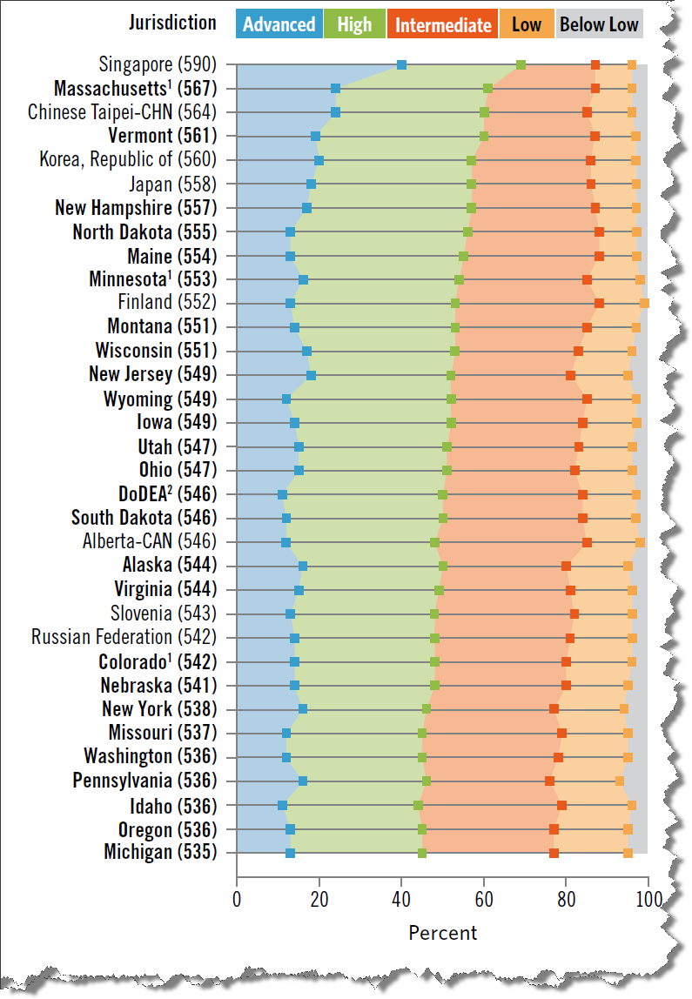 Jurisdiction Advanced High Intermediate Low Below Low
Singapore (590)
Massachusetts¹ (567)
Chinese Taipei-CHN (564)
Vermont (561)
Korea, Republic of (560)
Japan (558)
New Hampshire (557)
North Dakota (555)
Maine (554)
Minnesota¹ (553)
Finland (552)
Montana (551)
Wisconsin (551)
New Jersey (549)
Wyoming (549)
Iowa (549)
Utah (547)
Ohio (547)
DoDEA² (546)
South Dakota (546)
Alberta-CAN (546)
Alaska (544)
Virginia (544)
Slovenia (543)
Russian Federation (542)
Colorado¹ (542)
Nebraska (541)
New York (538)
Missouri (537)
Washington (536)
Pennsylvania (536)
Idaho (536)
Oregon (536)
Michigan (535)
0 20 40 60 80 100
Percent